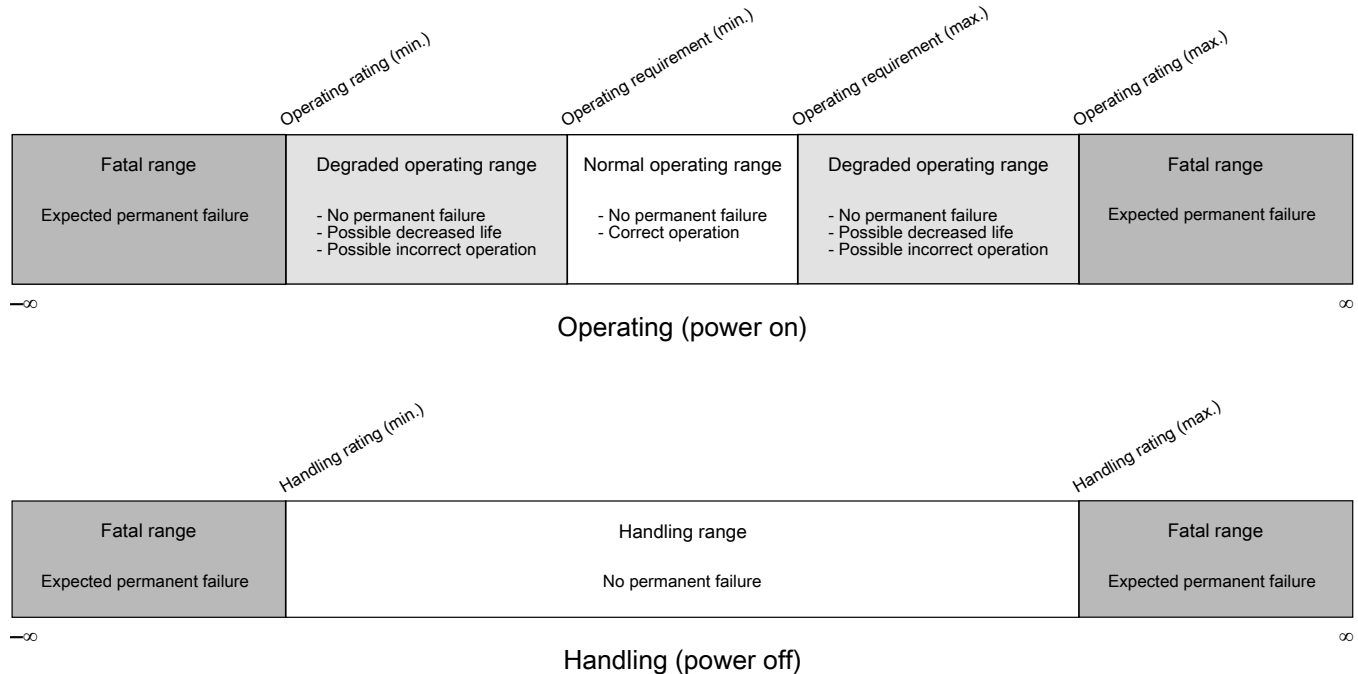 Operating rating (min.)
Operating requirement (min.)
Operating requirement (max.)
Operating rating (max.)
Fatal range
Expected permanent failure
Degraded operating range
- No permanent failure
- Possible decreased life
- Possible incorrect operation
Normal operating range
- No permanent failure
- Correct operation
Degraded operating range
- No permanent failure
- Possible decreased life
- Possible incorrect operation
Fatal range
Expected permanent failure
–∞
∞
Operating (power on)
Handling rating (min.)
Handling rating (max.)
Fatal range
Expected permanent failure
Handling range
No permanent failure
Fatal range
Expected permanent failure
–∞
∞
Handling (power off)